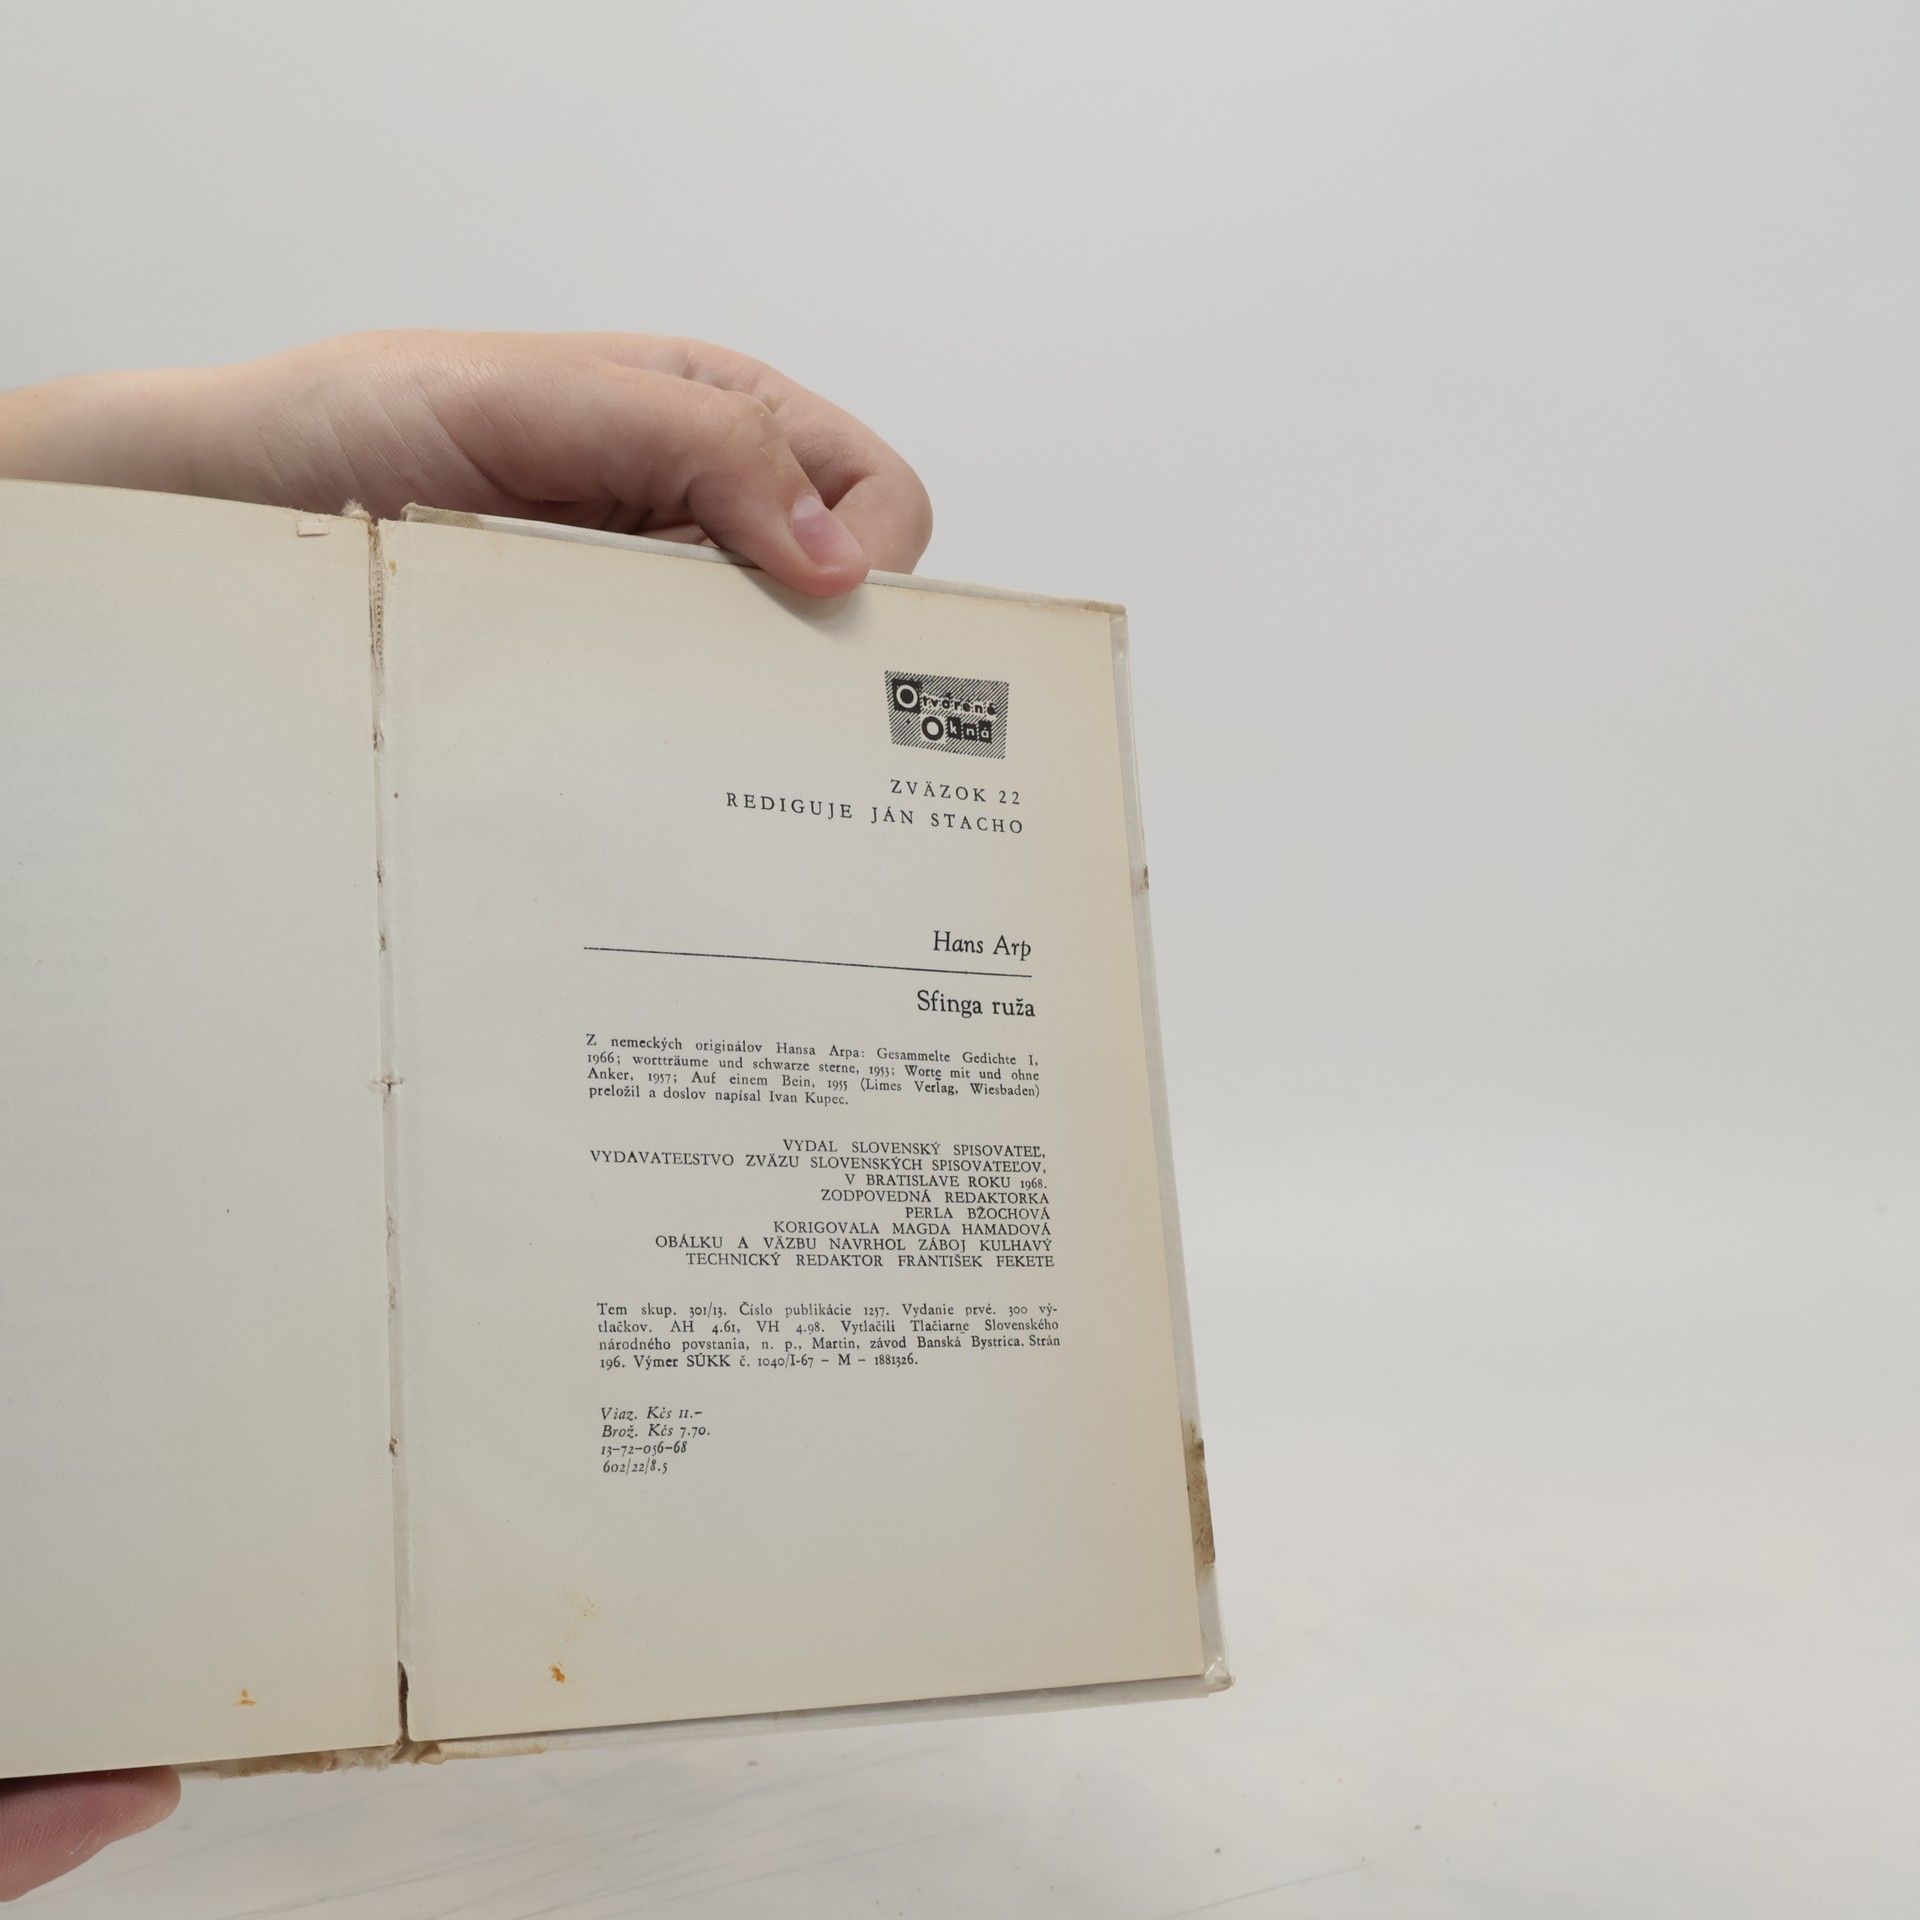 Otvorené
Okná
ZVÄZOK 22
REDIGUJE JÁN STACHO
Hans Arp
Sfinga ruža
Z nemeckých originálov Hansa Arpa: Gesammelte Gedichte I,
1966; wortträume und schwarze sterne, 1953; Worte mit und ohne
Anker, 1957; Auf einem Bein, 1955 (Limes Verlag, Wiesbaden)
preložil a doslov napísal Ivan Kupec.
VYDAL SLOVENSKÝ SPISOVATEĽ,
VYDAVATEĽSTVO ZVÄZU SLOVENSKÝCH SPISOVATEĽOV,
V BRATISLAVE ROKU 1968.
ZODPOVEDNÁ REDAKTORKA
PERLA BŽOCHOVÁ
KORIGOVALA MAGDA HAMADOVÁ
OBÁLKU A VÄZBU NAVRHOL ZÁBOJ KULHAVÝ
TECHNICKÝ REDAKTOR FRANTIŠEK FEKETE
Tem skup. 301/13. Číslo publikácie 1257. Vydanie prvé. 300 vý-
tlačkov. AH 4.61, VH 4.98. Vytlačili Tlačiarne Slovenského
národného povstania, n. p., Martin, závod Banská Bystrica. Strán
196. Výmer SÚKK č. 1040/I-67 – M – 1881326.
Viaz. Kčs 11.–
Brož. Kčs 7.70.
13–72–056–68
602/22/8.5